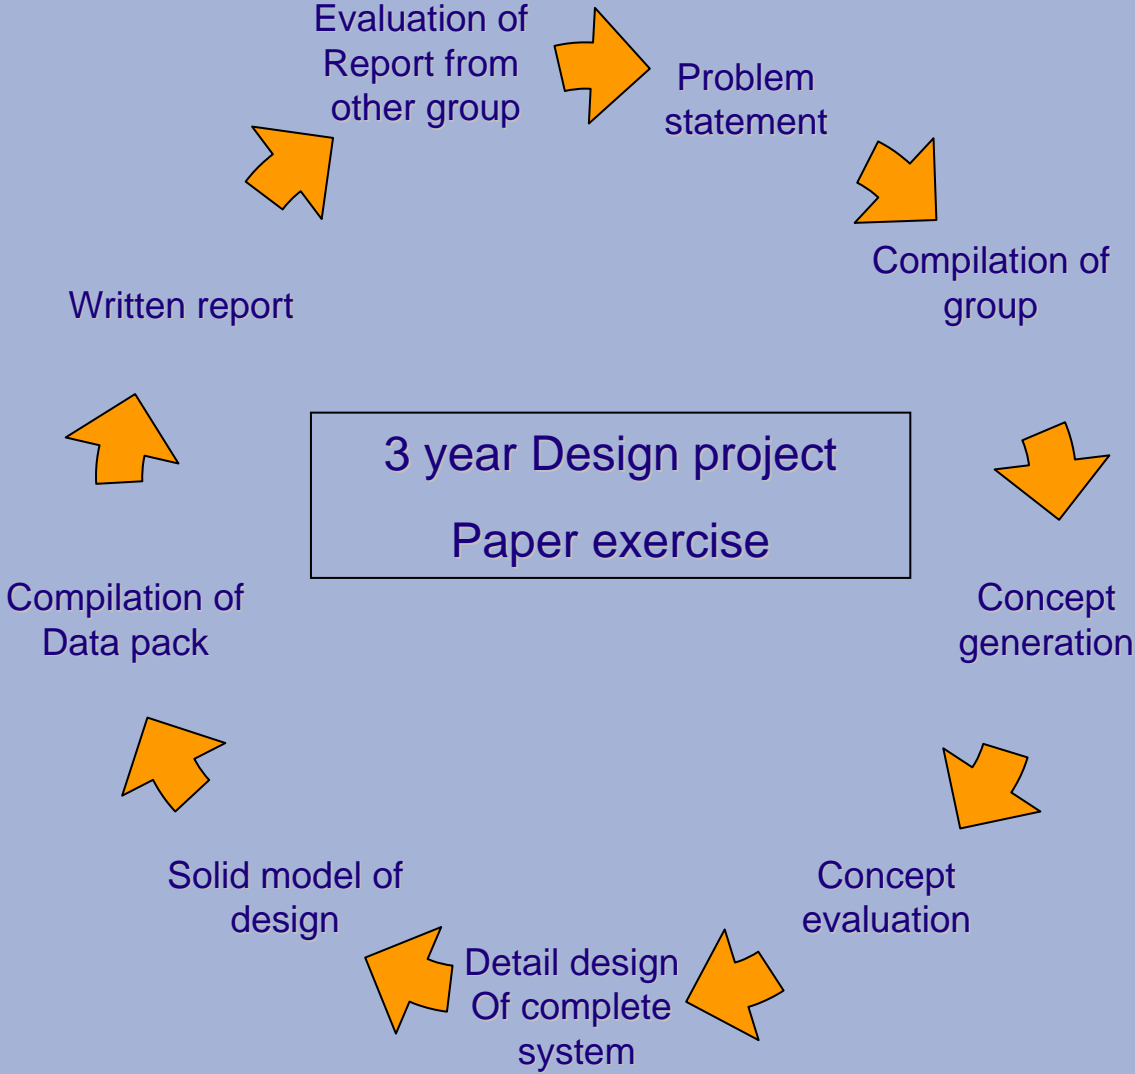 Evaluation of
Report from
other group
Problem
statement
Compilation of
group
Concept
generation
Concept
evaluation
Detail design
Of complete
system
Solid model of
design
Compilation of
Data pack
Written report
3 year Design project
Paper exercise